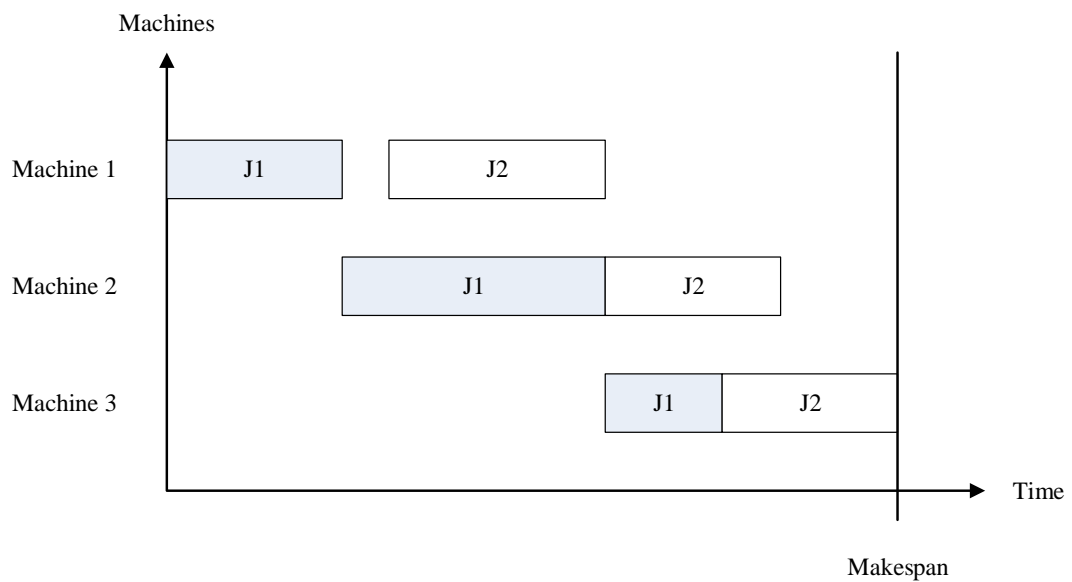 Machines
Machine 1
J1
J2
Machine 2
J1
J2
Machine 3
J1
J2
Time
Makespan